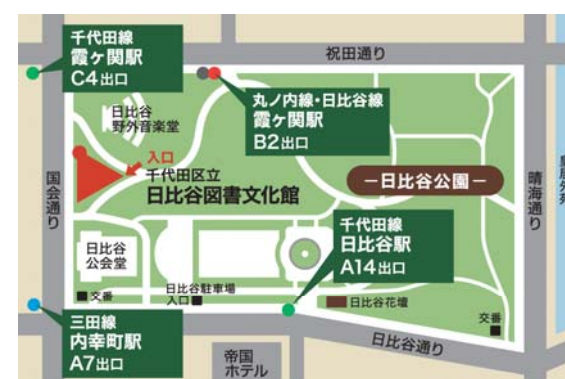 千代田線
霞ヶ関駅
C4出口
祝田通り
丸ノ内線・日比谷線
霞ヶ関駅
B2出口
日比谷
野外音楽堂
入口
千代田区立
日比谷図書文化館
ー日比谷公園ー
国会通り
晴海通り
千代田線
日比谷駅
A14出口
日比谷
公会堂
交番
日比谷駐車場
入口
日比谷花壇
交番
三田線
内幸町駅
A7出口
日比谷通り
帝国
ホテル